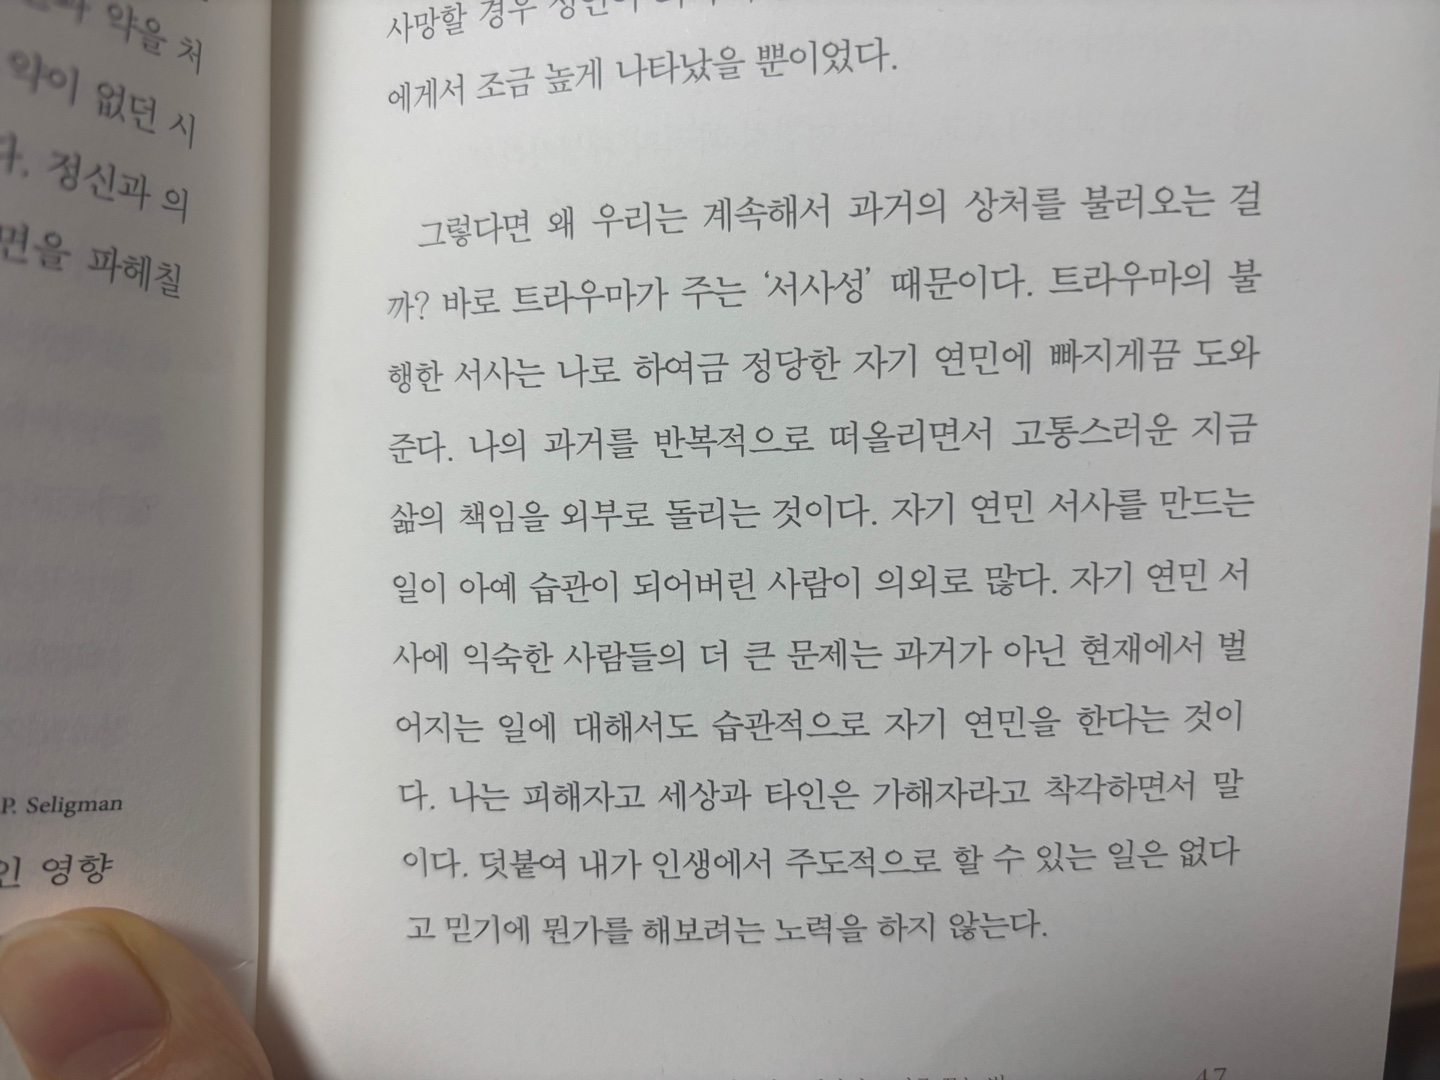 약을 처
약이 없던 시
다. 정신과 의
면을 파헤칠
P. Seligman
인 영향
사망할 경우 성인이
에게서 조금 높게 나타났을 뿐이었다.
그렇다면 왜 우리는 계속해서 과거의 상처를 불러오는 걸
까? 바로 트라우마가 주는 ‘서사성’ 때문이다. 트라우마의 불
행한 서사는 나로 하여금 정당한 자기 연민에 빠지게끔 도와
준다. 나의 과거를 반복적으로 떠올리면서 고통스러운 지금
삶의 책임을 외부로 돌리는 것이다. 자기 연민 서사를 만드는
일이 아예 습관이 되어버린 사람이 의외로 많다. 자기 연민 서
사에 익숙한 사람들의 더 큰 문제는 과거가 아닌 현재에서 벌
어지는 일에 대해서도 습관적으로 자기 연민을 한다는 것이
다. 나는 피해자고 세상과 타인은 가해자라고 착각하면서 말
이다. 덧붙여 내가 인생에서 주도적으로 할 수 있는 일은 없다
고 믿기에 뭔가를 해보려는 노력을 하지 않는다.
47